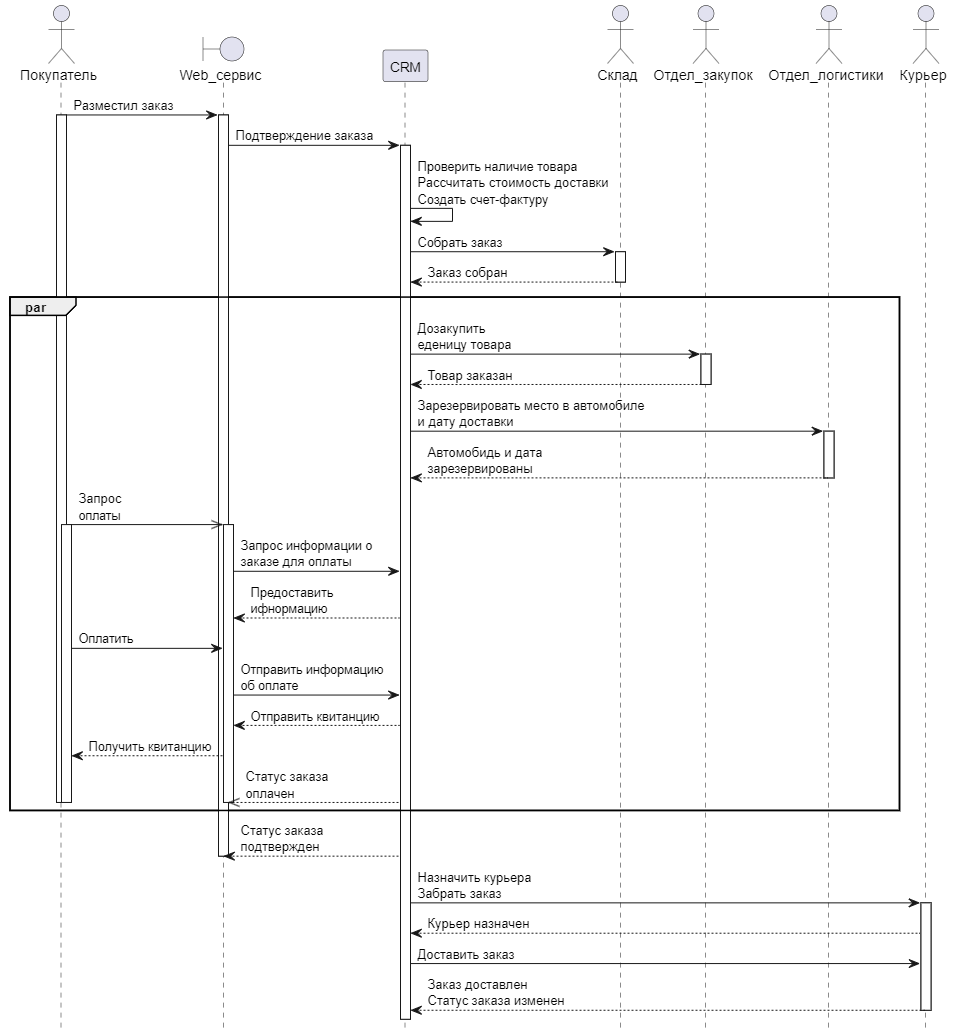 Покупатель
Web_сервис
CRM
Склад
Отдел_закупок
Отдел_логистики
Курьер
Разместил заказ
Подтверждение заказа
Проверить наличие товара
Рассчитать стоимость доставки
Создать счет-фактуру
Собрать заказ
Заказ собран
par
Дозакупить
еденицу товара
Товар заказан
Зарезервировать место в автомобиле
и дату доставки
Автомобидь и дата
зарезервированы
Запрос
оплаты
Запрос информации о
заказе для оплаты
Предоставить
ифнормацию
Оплатить
Отправить информацию
об оплате
Отправить квитанцию
Получить квитанцию
Статус заказа
оплачен
Статус заказа
подтвержден
Назначить курьера
Забрать заказ
Курьер назначен
Доставить заказ
Заказ доставлен
Статус заказа изменен